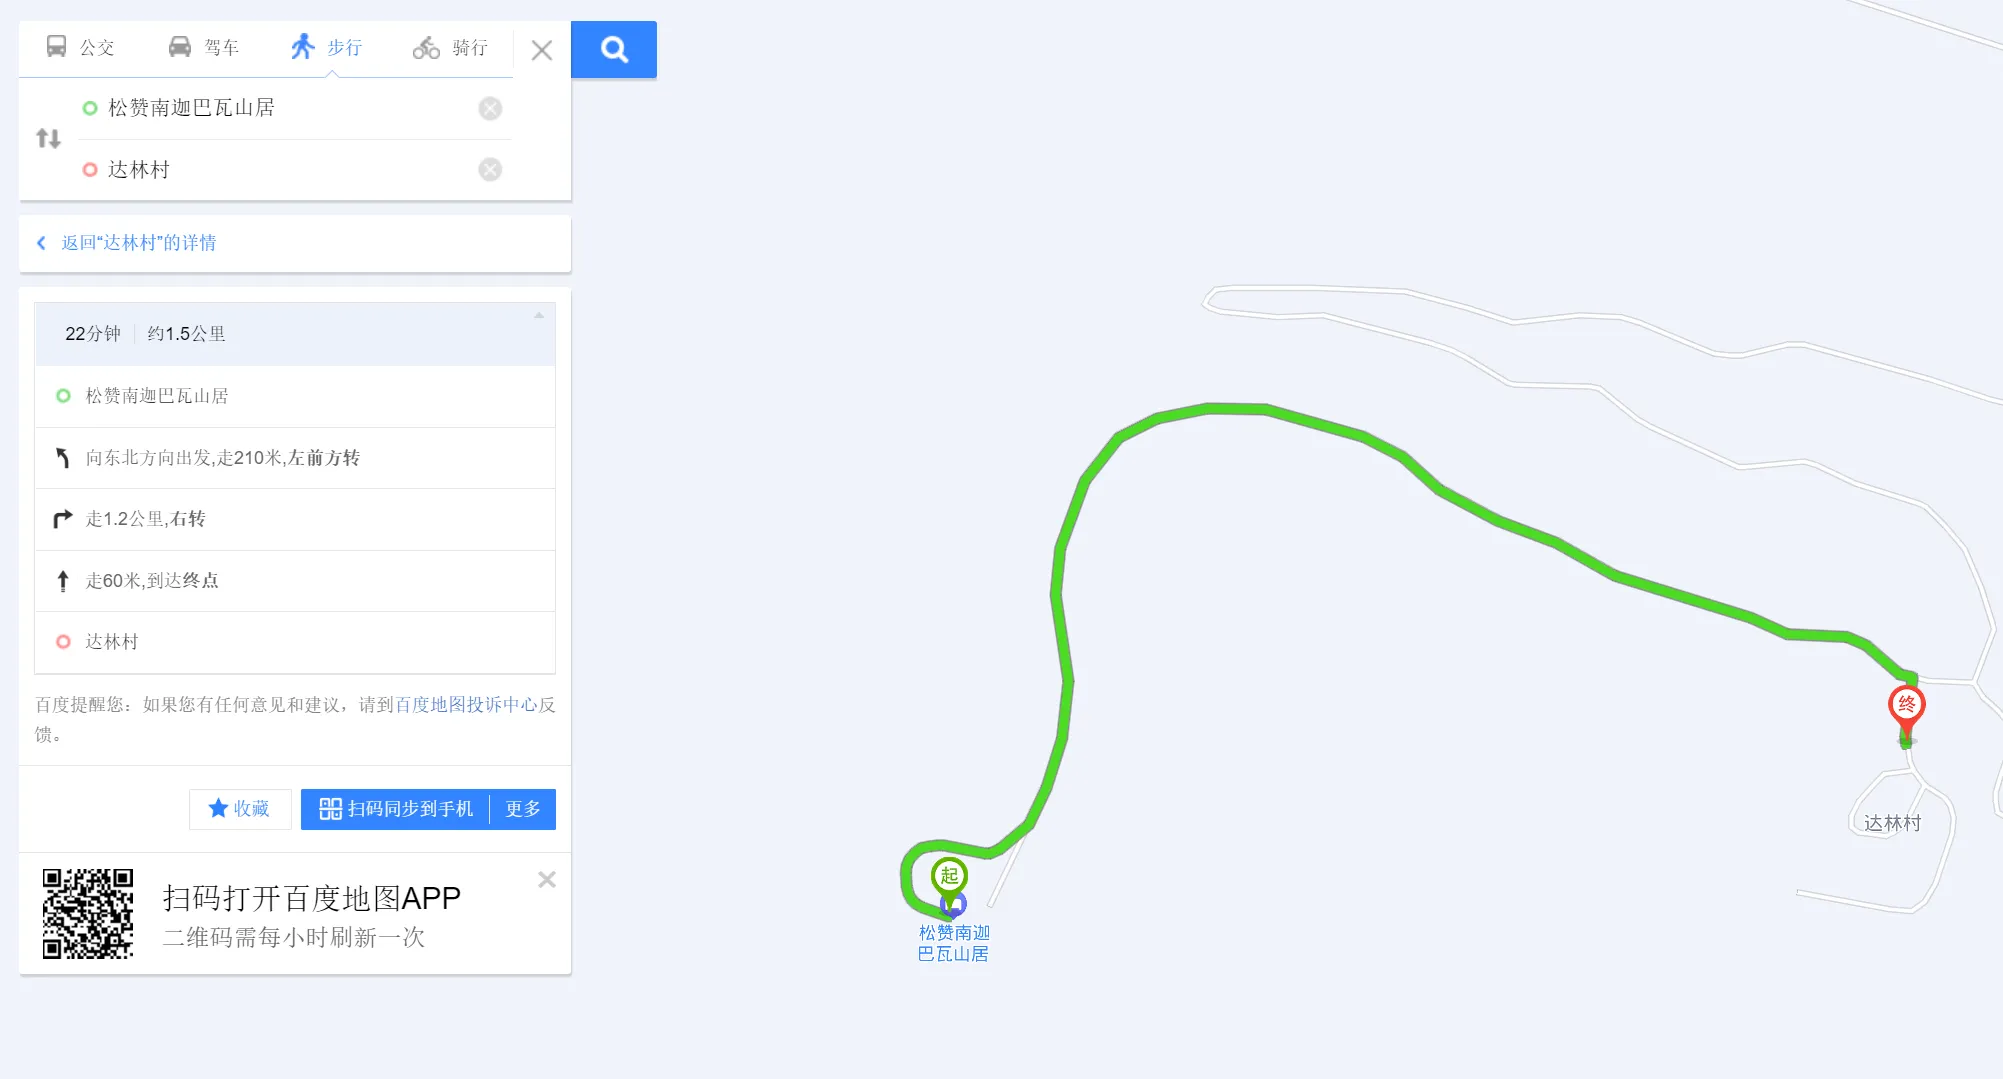 公交 驾车 步行 骑行
松赞南迦巴瓦山居
达林村
返回“达林村”的详情
22分钟 约1.5公里
松赞南迦巴瓦山居
向东北方向出发,走210米,左前方转
走1.2公里,右转
走60米,到达终点
达林村
百度提醒您：如果您有任何意见和建议，请到百度地图投诉中心反
馈。
收藏 扫码同步到手机 更多
扫码打开百度地图APP
二维码需每小时刷新一次
终
达林村
起
松赞南迦
巴瓦山居